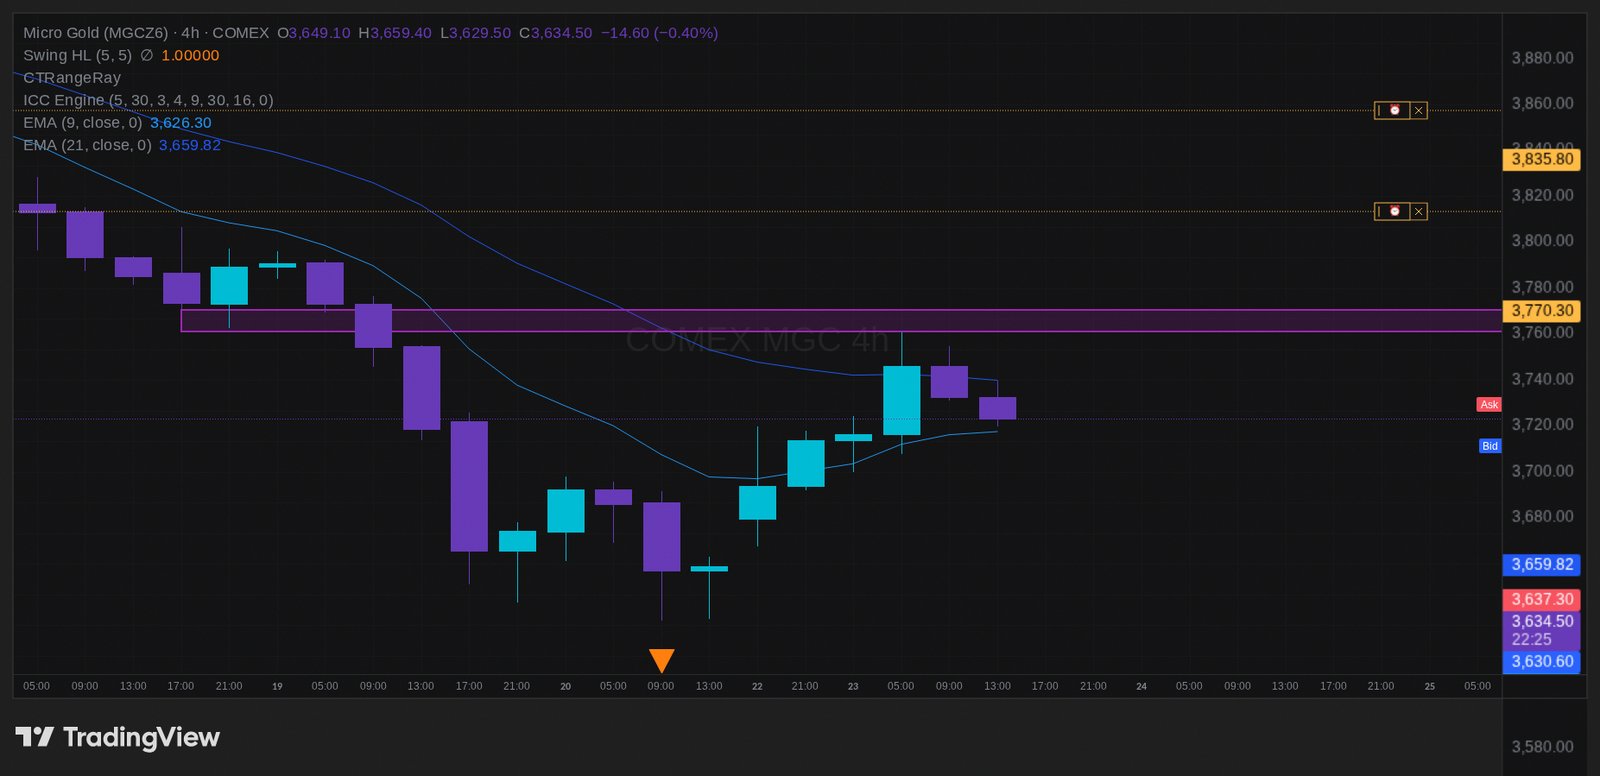 Micro Gold (MGCZ6) · 4h · COMEX O3,649.10 H3,659.40 L3,629.50 C3,634.50 −14.60 (−0.40%)
Swing HL (5, 5) ∅ 1.00000
CTRangeRay
ICC Engine (5, 30, 3, 4, 9, 30, 16, 0)
EMA (9, close, 0) 3,626.30
EMA (21, close, 0) 3,659.82
COMEX MGC 4h
3,880.00
3,860.00
3,840.00
3,835.80
3,820.00
3,800.00
3,780.00
3,770.30
3,760.00
3,740.00
Ask
3,720.00
Bid
3,700.00
3,680.00
3,659.82
3,637.30
3,634.50
22:25
3,630.60
05:00 09:00 13:00 17:00 21:00 19 05:00 09:00 13:00 17:00 21:00 20 05:00 09:00 13:00 22 21:00 23 05:00 09:00 13:00 17:00 21:00 24 05:00 09:00 13:00 17:00 21:00 25 05:00
TradingView
3,580.00